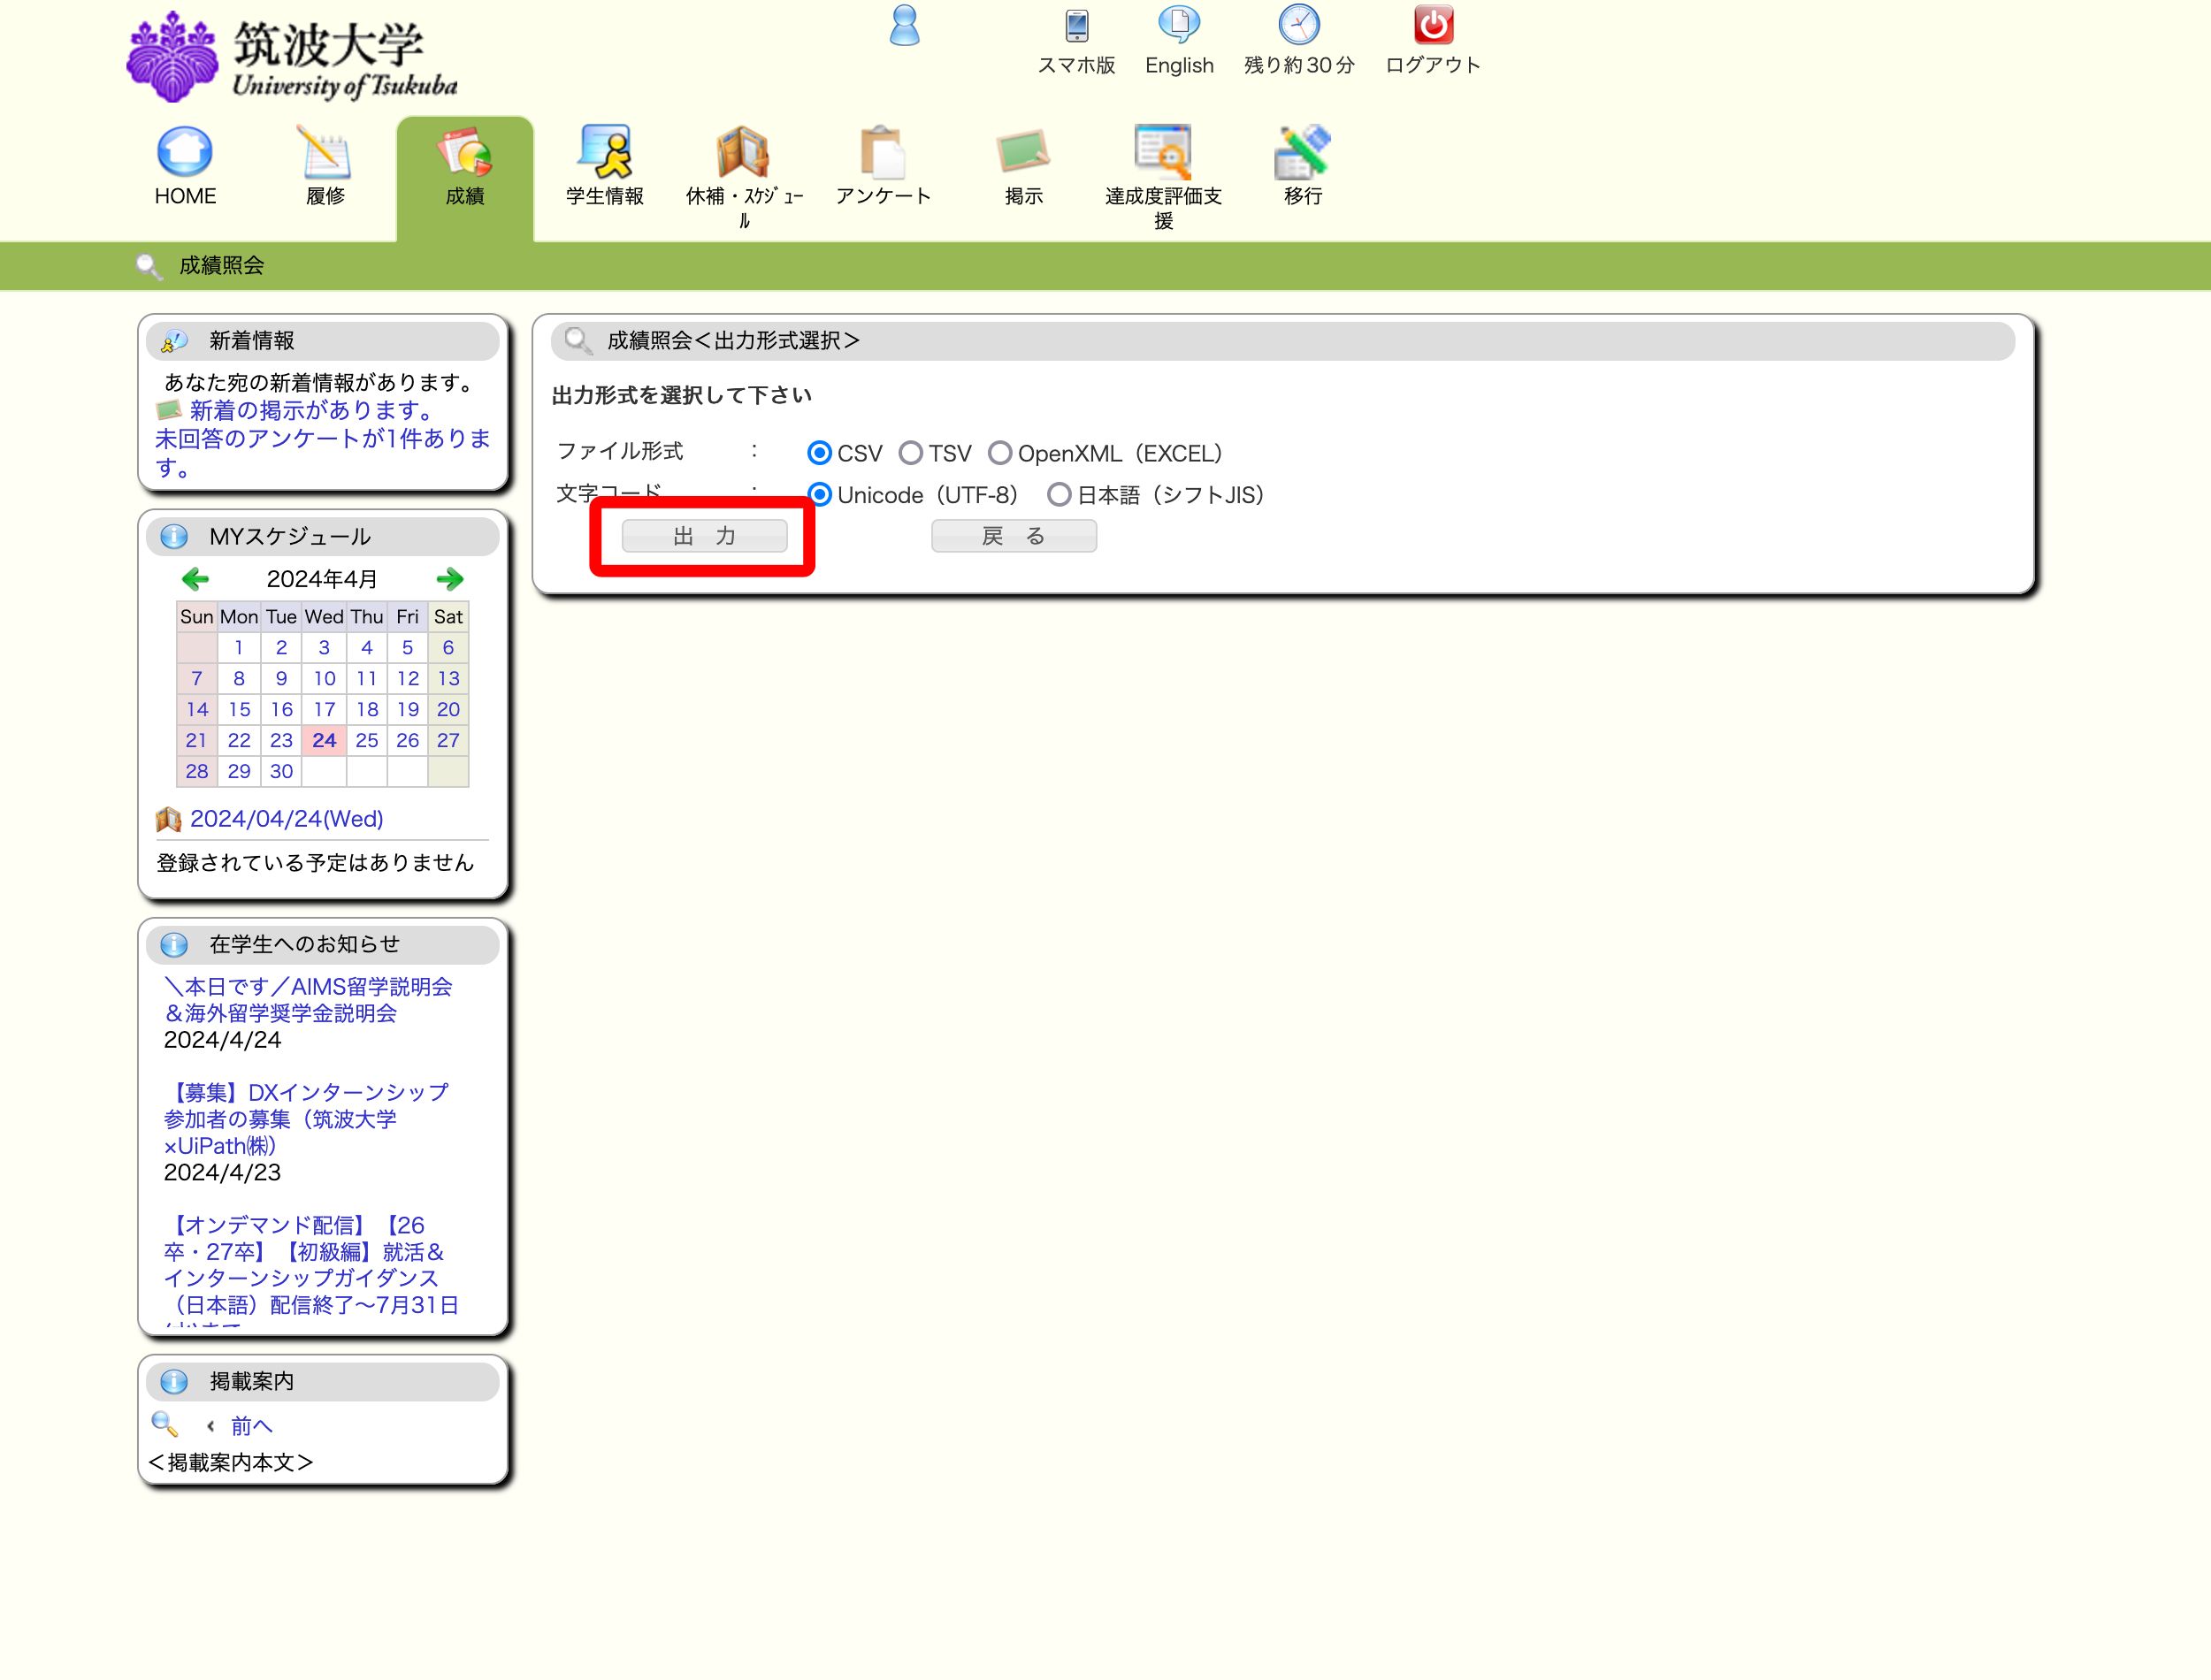 筑波大学
University of Tsukuba
スマホ版
English
残り約30分
ログアウト
HOME
履修
成績
学生情報
休補・ｽｹｼﾞｭｰ
ﾙ
アンケート
掲示
達成度評価支
援
移行
成績照会
新着情報
あなた宛の新着情報があります。
新着の掲示があります。
未回答のアンケートが1件ありま
す。
MYスケジュール
2024年4月
Sun Mon Tue Wed Thu Fri Sat
1 2 3 4 5 6
7 8 9 10 11 12 13
14 15 16 17 18 19 20
21 22 23 24 25 26 27
28 29 30
2024/04/24(Wed)
登録されている予定はありません
在学生へのお知らせ
＼本日です／AIMS留学説明会
＆海外留学奨学金説明会
2024/4/24
【募集】DXインターンシップ
参加者の募集（筑波大学
×UiPath㈱）
2024/4/23
【オンデマンド配信】【26
卒・27卒】【初級編】就活＆
インターンシップガイダンス
（日本語）配信終了～7月31日
掲載案内
前へ
＜掲載案内本文＞
成績照会＜出力形式選択＞
出力形式を選択して下さい
ファイル形式 : CSV TSV OpenXML（EXCEL）
文字コード : Unicode（UTF-8） 日本語（シフトJIS）
出 力 戻 る